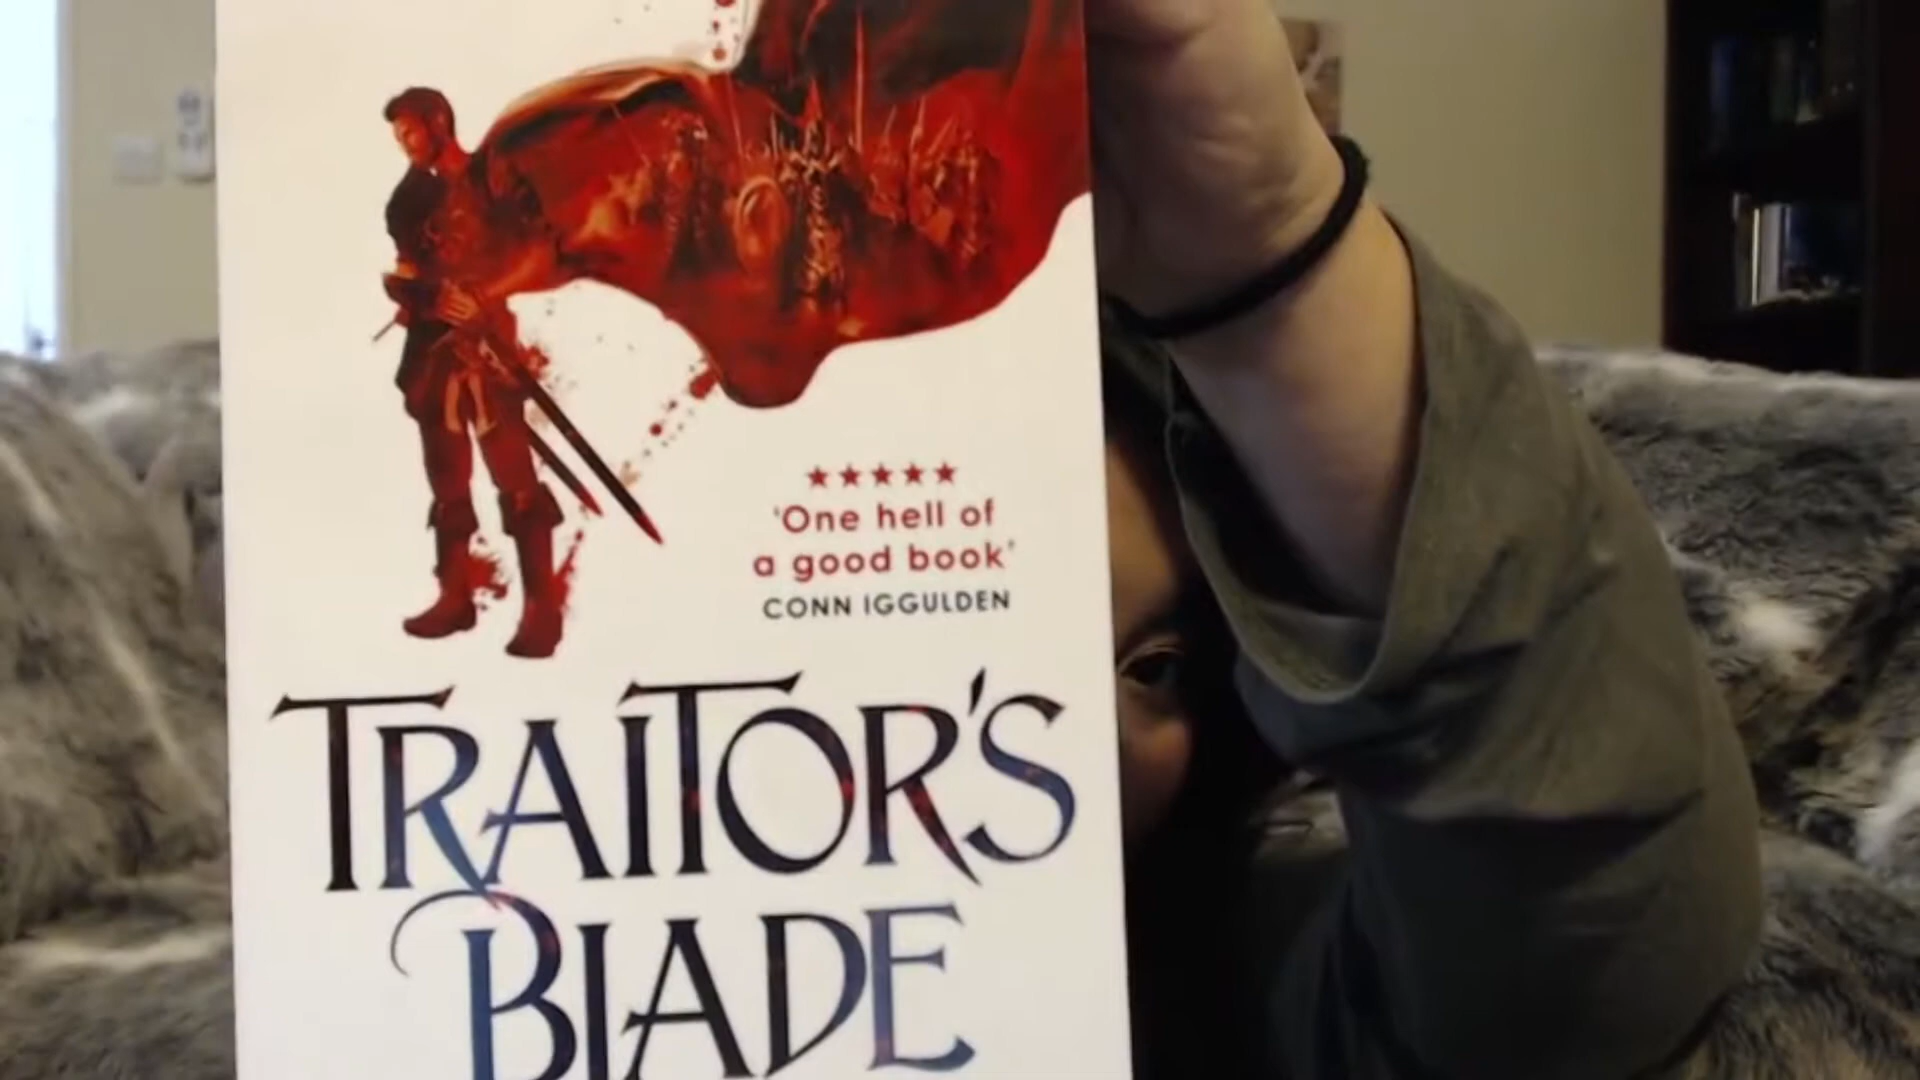 ★★★★★
'One hell of
a good book'
CONN IGGULDEN
TRAITOR'S
BLADE